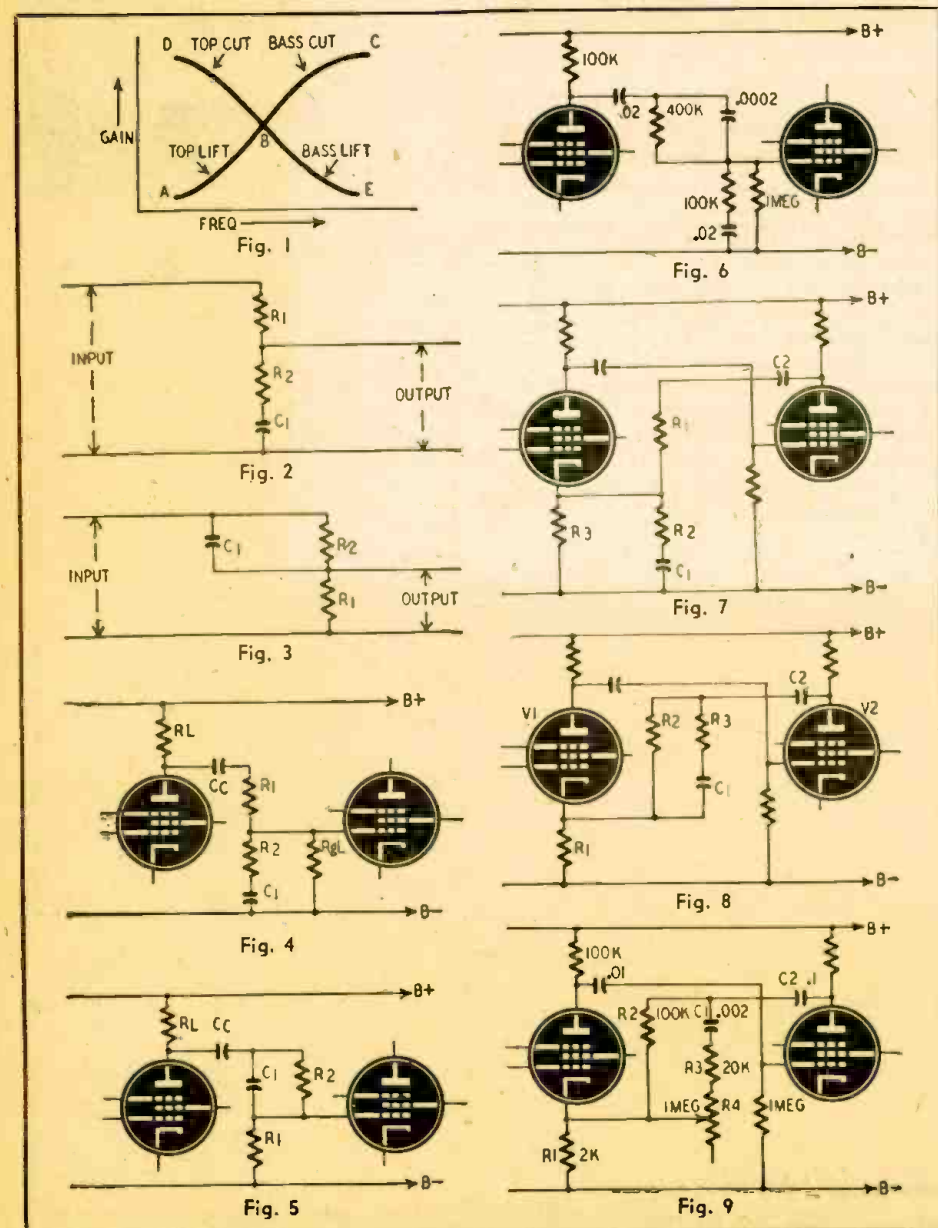 D TOP CUT BASS CUT C
GAIN
B
TOP LIFT BASS LIFT
A E
FREQ
Fig. 1
INPUT
R1
R2
C1
OUTPUT
Fig. 2
INPUT
C1
R2
R1
OUTPUT
Fig. 3
B+
RL
CC
R1
R2
RgL
C1
B-
Fig. 4
B+
RL
CC
C1
R2
R1
B-
Fig. 5
B+
100K
.02
400K
.0002
100K
1MEG
.02
B-
Fig. 6
B+
C2
R1
R3
R2
C1
B-
Fig. 7
B+
C2
V1
R2
R3
V2
C1
R1
B-
Fig. 8
B+
100K
.01
C2 .1
R2
100K
C1 .002
R3
20K
1MEG
R4
1MEG
R1
2K
B-
Fig. 9